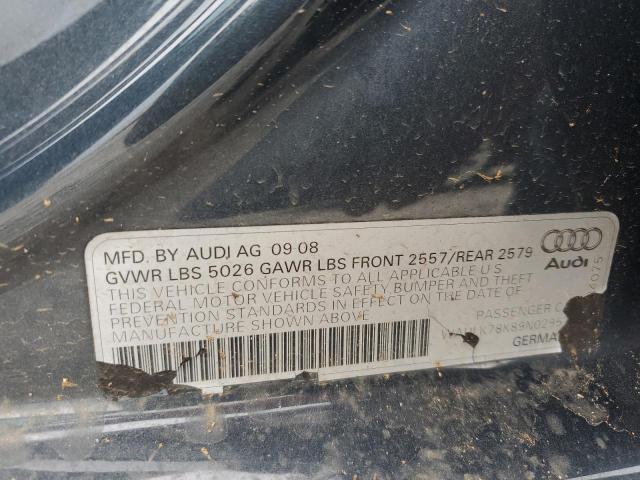 MFD. BY AUDI AG 09 08
GVWR LBS 5026 GAWR LBS FRONT 2557/REAR 2579
THIS VEHICLE CONFORMS TO ALL APPLICABLE U S
FEDERAL MOTOR VEHICLE SAFETY BUMPER AND THEFT
PREVENTION STANDARDS IN EFFECT ON THE DATE OF
MANUFACTURE SHOWN ABOVE
Audi
PASSENGER
GERMA